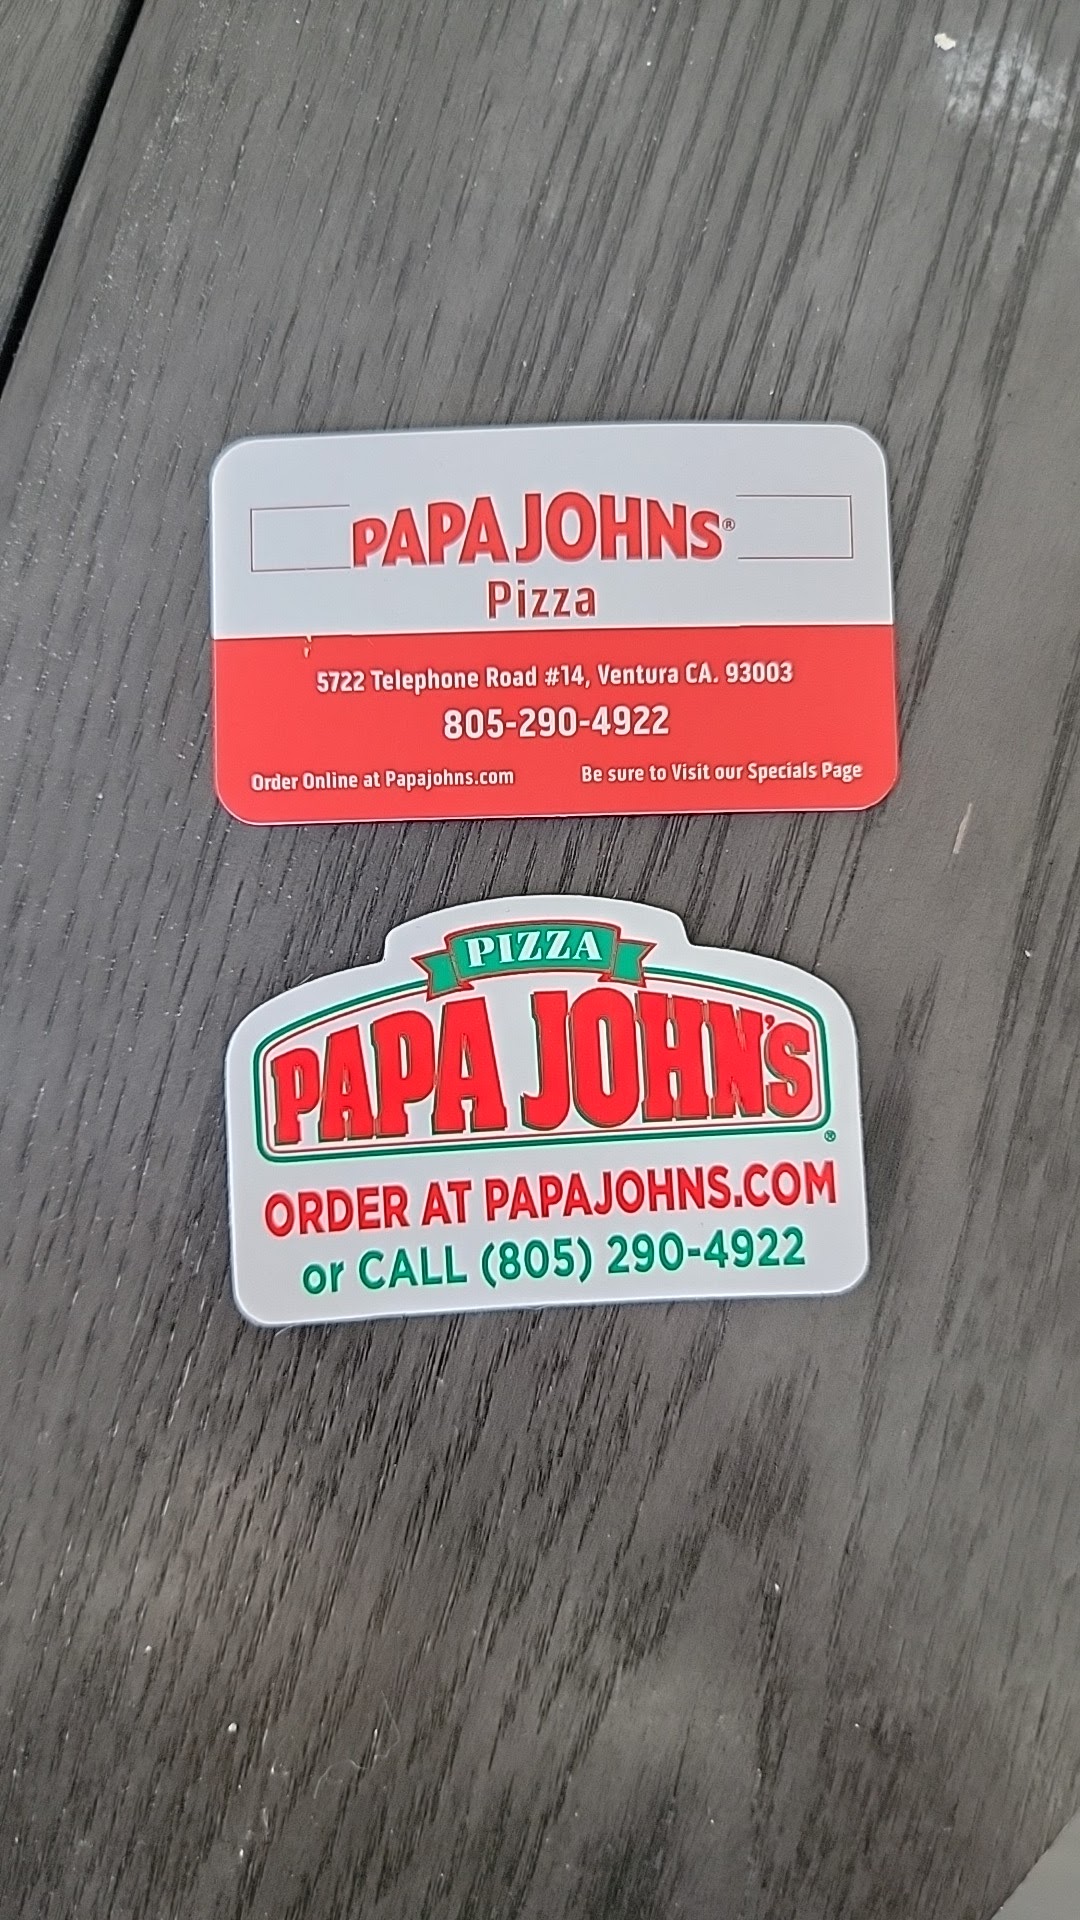 PAPA JOHNS®
Pizza
5722 Telephone Road #14, Ventura CA. 93003
805-290-4922
Order Online at Papajohns.com Be sure to Visit our Specials Page
PIZZA
PAPA JOHN'S®
ORDER AT PAPAJOHNS.COM
or CALL (805) 290-4922